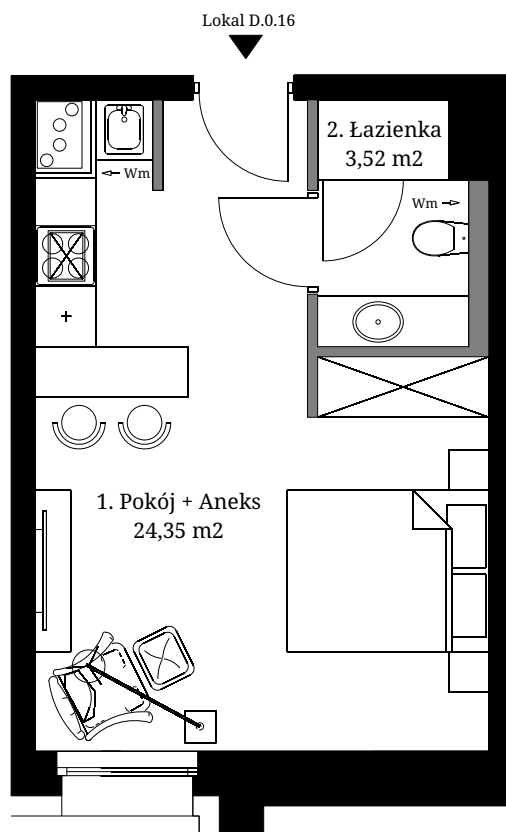 Lokal D.0.16
2. Łazienka
3,52 m2
Wm
Wm
1. Pokój + Aneks
24,35 m2